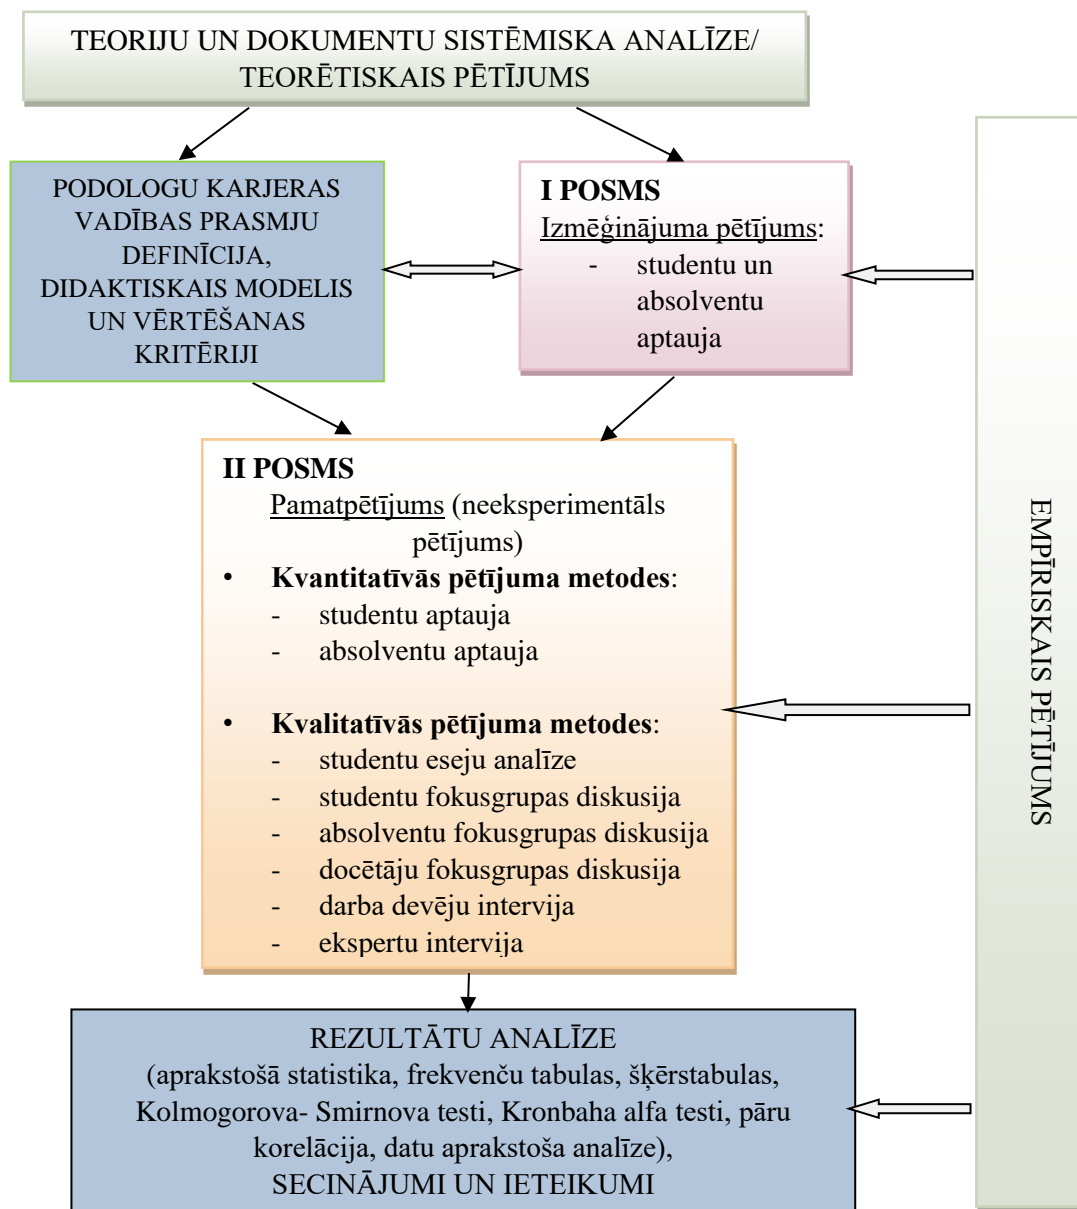 TEORIJU UN DOKUMENTU SISTĒMISKA ANALĪZE/
TEORĒTISKAIS PĒTĪJUMS
PODOLOGU KARJERAS
VADĪBAS PRASMJU
DEFINĪCIJA,
DIDAKTISKAIS MODELIS
UN VĒRTĒŠANAS
KRITĒRIJI
I POSMS
Izmēģinājuma pētījums:
- studentu un
absolventu
aptauja
II POSMS
Pamatpētījums (neeksperimentāls
pētījums)
• Kvantitatīvās pētījuma metodes:
- studentu aptauja
- absolventu aptauja
• Kvalitatīvās pētījuma metodes:
- studentu eseju analīze
- studentu fokusgrupas diskusija
- absolventu fokusgrupas diskusija
- docētāju fokusgrupas diskusija
- darba devēju intervija
- ekspertu intervija
REZULTĀTU ANALĪZE
(aprakstošā statistika, frekvenču tabulas, šķērstabulas,
Kolmogorova- Smirnova testi, Kronbaha alfa testi, pāru
korelācija, datu aprakstoša analīze),
SECINĀJUMI UN IETEIKUMI
EMPĪRISKAIS PĒTĪJUMS